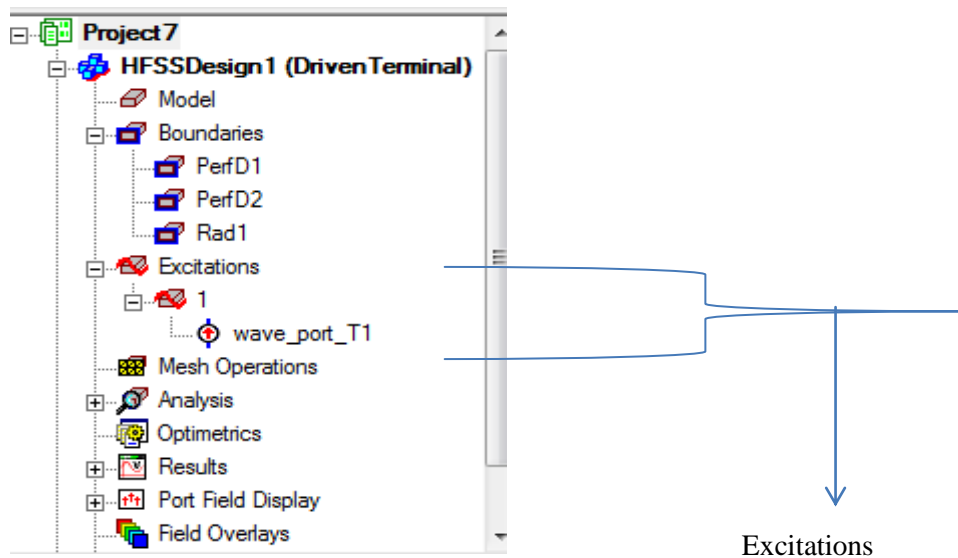 Project7
HFSSDesign1 (DrivenTerminal)
Model
Boundaries
PerfD1
PerfD2
Rad1
Excitations
1
wave_port_T1
Mesh Operations
Analysis
Optimetrics
Results
Port Field Display
Field Overlays
Excitations